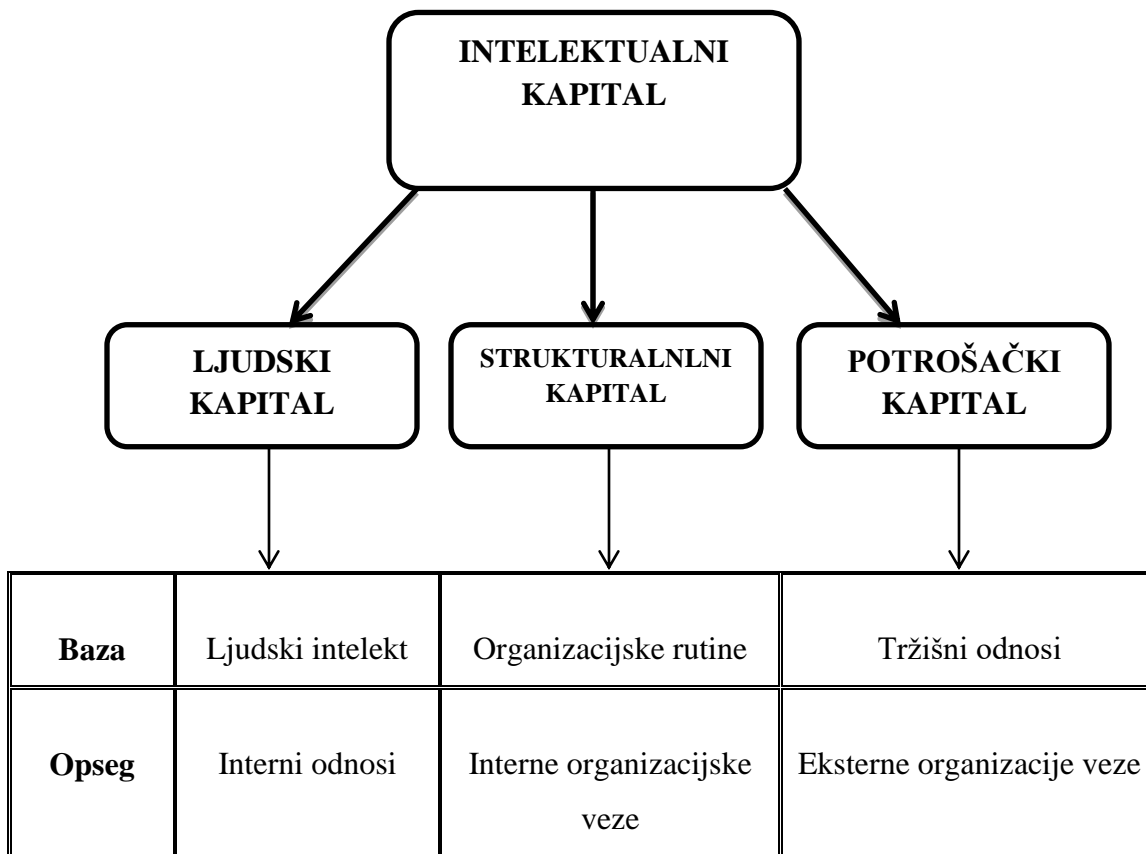 INTELEKTUALNI
KAPITAL
LJUDSKI
KAPITAL
STRUKTURALNLNI
KAPITAL
POTROŠAČKI
KAPITAL
Baza
Ljudski intelekt
Organizacijske rutine
Tržišni odnosi
Opseg
Interni odnosi
Interne organizacijske
veze
Eksterne organizacije veze